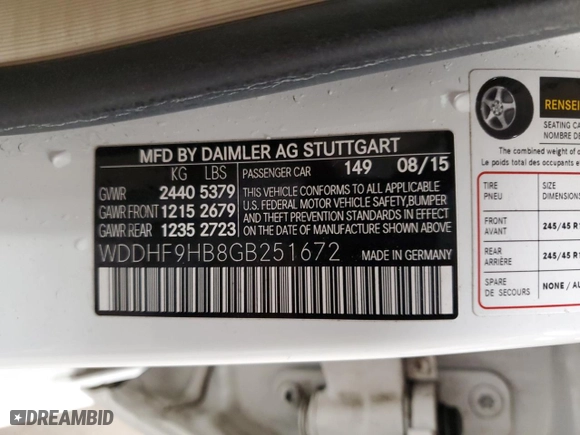 MFD BY DAIMLER AG STUTTGART
KG LBS PASSENGER CAR 149 08/15
GVWR 2440 5379
GAWR FRONT 1215 2679
GAWR REAR 1235 2723
THIS VEHICLE CONFORMS TO ALL APPLICABLE
U.S. FEDERAL MOTOR VEHICLE SAFETY,BUMPER
AND THEFT PREVENTION STANDARDS IN EFFECT
ON THE DATE OF MANUFACTURE SHOWN ABOVE
WDDHF9HB8GB251672 MADE IN GERMANY
RENSEI
SEATING CA
NOMBRE D
The combined weight of
Le poids total des occupants
TIRE SIZE
PNEU DIMENSIONS
FRONT
AVANT 245/45 R1
REAR
ARRIÈRE 245/45 R1
SPARE
DE SECOURS NONE / AU
DREAMBID